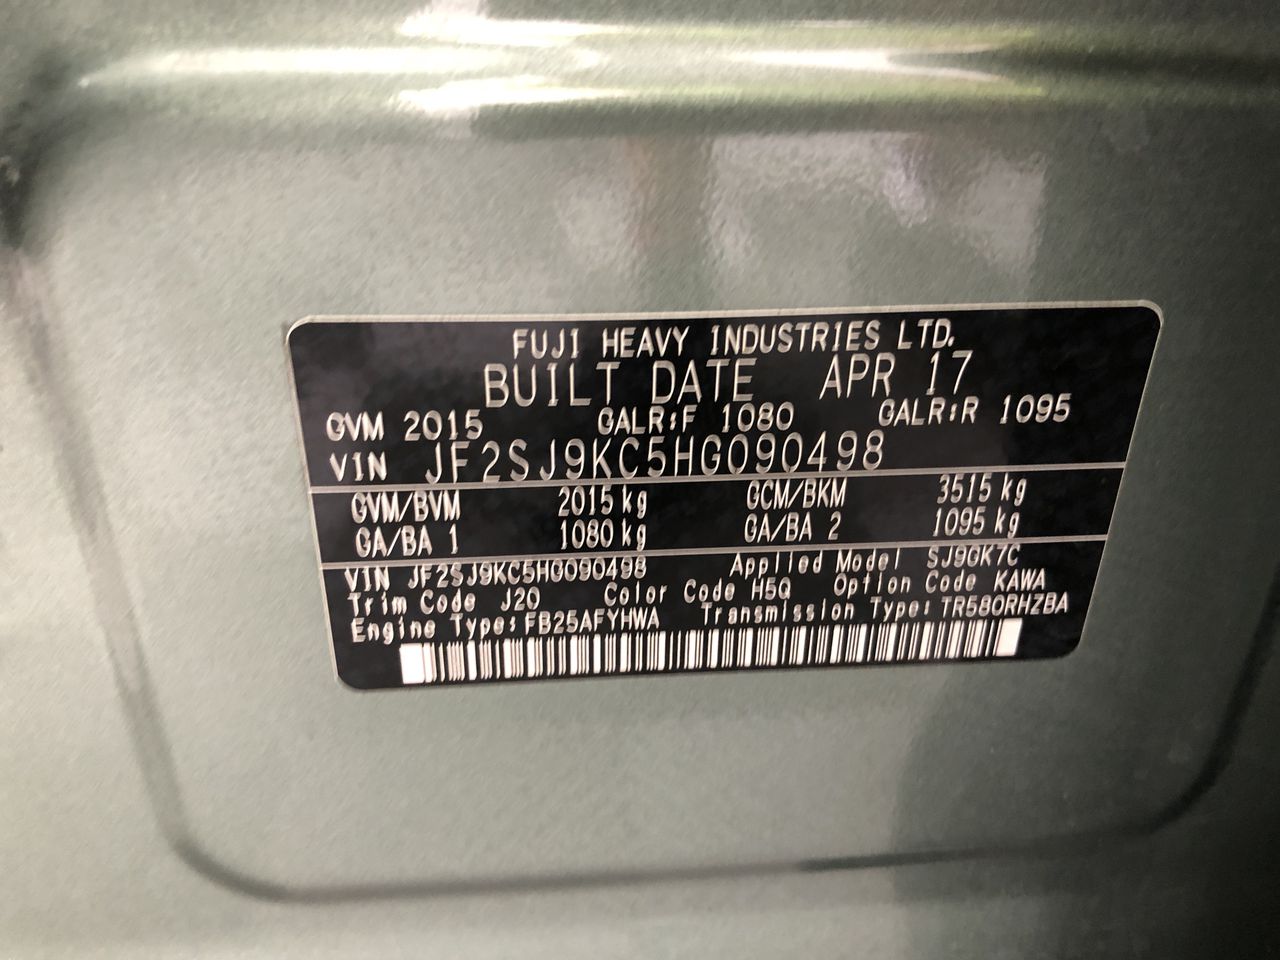 FUJI HEAVY INDUSTRIES LTD.
BUILT DATE APR 17
GVM 2015 GALR:F 1080 GALR:R 1095
VIN JF2SJ9KC5HG090498
GVM/BVM 2015 kg GCM/BKM 3515 kg
GA/BA 1 1080 kg GA/BA 2 1095 kg
VIN JF2SJ9KC5HG090498 Applied Model SJ9GK7C
Trim Code J20 Color Code H5Q Option Code KAWA
Engine Type:FB25AFYHWA Transmission Type:TR580RHZBA